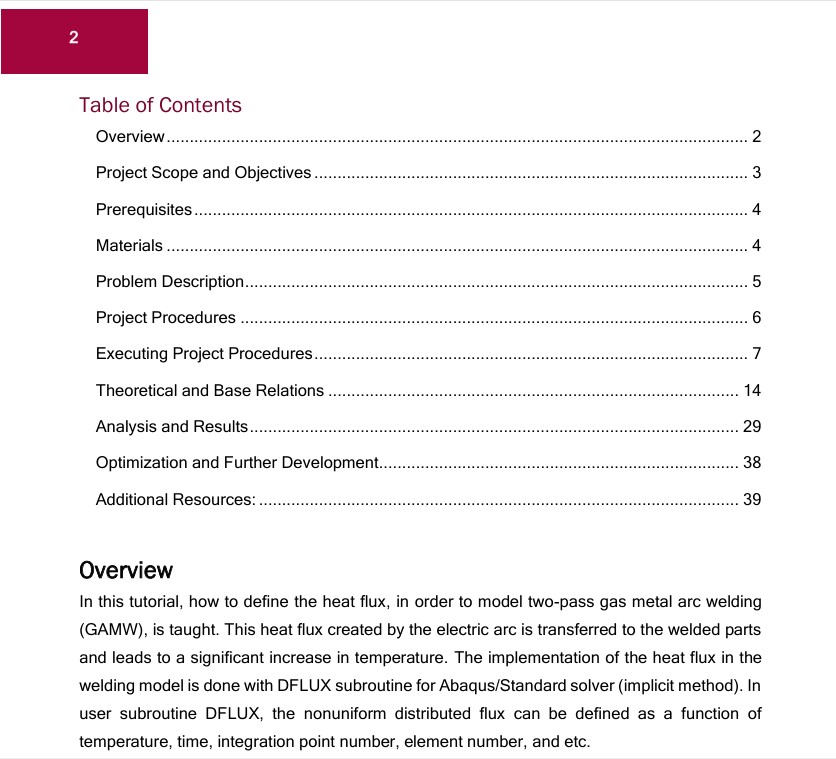 2
Table of Contents
Overview........................................................................................................................... 2
Project Scope and Objectives............................................................................................ 3
Prerequisites...................................................................................................................... 4
Materials ............................................................................................................................ 4
Problem Description........................................................................................................... 5
Project Procedures ............................................................................................................ 6
Executing Project Procedures............................................................................................ 7
Theoretical and Base Relations ....................................................................................... 14
Analysis and Results........................................................................................................ 29
Optimization and Further Development............................................................................ 38
Additional Resources: ...................................................................................................... 39
Overview
In this tutorial, how to define the heat flux, in order to model two-pass gas metal arc welding
(GAMW), is taught. This heat flux created by the electric arc is transferred to the welded parts
and leads to a significant increase in temperature. The implementation of the heat flux in the
welding model is done with DFLUX subroutine for Abaqus/Standard solver (implicit method). In
user subroutine DFLUX, the nonuniform distributed flux can be defined as a function of
temperature, time, integration point number, element number, and etc.